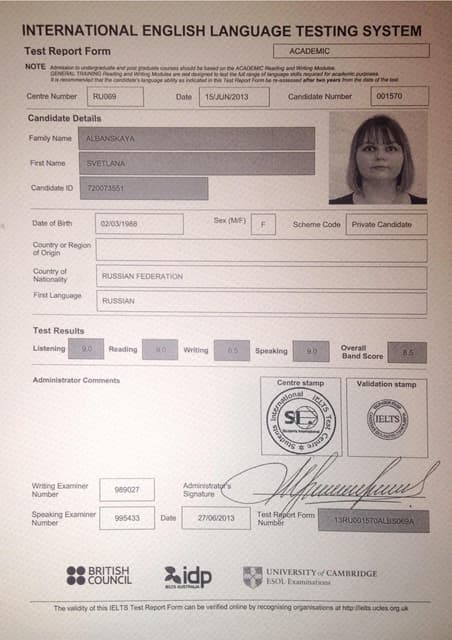 INTERNATIONAL ENGLISH LANGUAGE TESTING SYSTEM
Test Report Form ACADEMIC
NOTE Admission to undergraduate and post graduate courses should be based on the ACADEMIC Reading and Writing Modules.
GENERAL TRAINING Reading and Writing Modules are not designed to test the full range of language skills required for academic purposes.
It is recommended that the candidate's language ability as indicated in this Test Report Form be re-assessed after two years from the date of the test.
Centre Number RU069 Date 15/JUN/2013 Candidate Number 001570
Candidate Details
Family Name ALBANSKAYA
First Name SVETLANA
Candidate ID 720073551
Date of Birth 02/03/1988 Sex (M/F) F Scheme Code Private Candidate
Country or Region
of Origin
Country of
Nationality RUSSIAN FEDERATION
First Language RUSSIAN
Test Results
Listening 9.0 Reading 9.0 Writing 6.5 Speaking 9.0 Overall Band Score 8.5
Administrator Comments Centre stamp Validation stamp
Students International IELTS Test Centre
SI
Students International
IELTS
Writing Examiner
Number 989027 Administrator's
Signature
Speaking Examiner
Number 995433 Date 27/06/2013 Test Report Form
Number 13RU001570ALBS069A
BRITISH
COUNCIL
idp
IELTS AUSTRALIA
UNIVERSITY of CAMBRIDGE
ESOL Examinations
The validity of this IELTS Test Report Form can be verified online by recognising organisations at http://ielts.ucles.org.uk